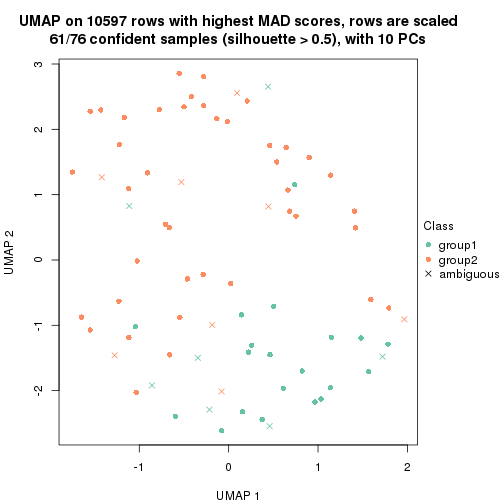 UMAP on 10597 rows with highest MAD scores, rows are scaled
61/76 confident samples (silhouette > 0.5), with 10 PCs
3
2
1
0
-1
-2
UMAP 2
-1
0
1
2
UMAP 1
Class
group1
group2
ambiguous